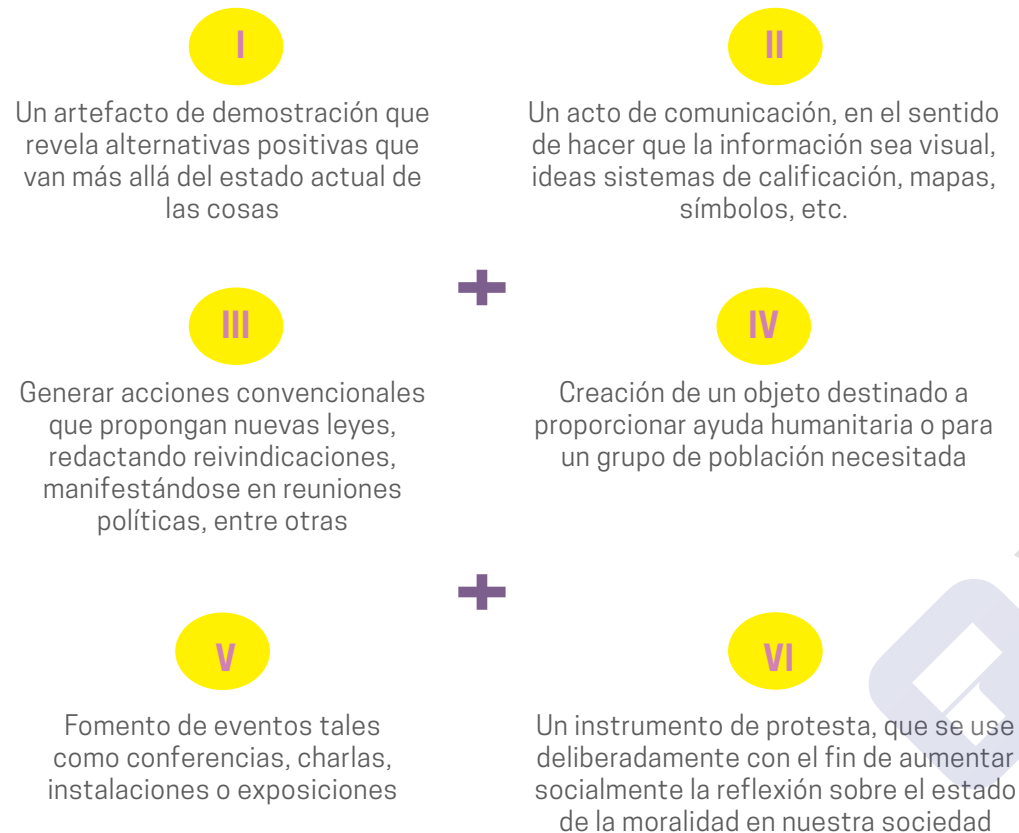 I
Un artefacto de demostración que
revela alternativas positivas que
van más allá del estado actual de
las cosas
II
Un acto de comunicación, en el sentido
de hacer que la información sea visual,
ideas sistemas de calificación, mapas,
símbolos, etc.
+
III
Generar acciones convencionales
que propongan nuevas leyes,
redactando reivindicaciones,
manifestándose en reuniones
políticas, entre otras
IV
Creación de un objeto destinado a
proporcionar ayuda humanitaria o para
un grupo de población necesitada
+
V
Fomento de eventos tales
como conferencias, charlas,
instalaciones o exposiciones
VI
Un instrumento de protesta, que se use
deliberadamente con el fin de aumentar
socialmente la reflexión sobre el estado
de la moralidad en nuestra sociedad